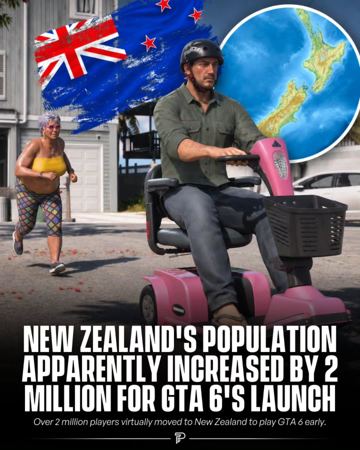 NEW ZEALAND'S POPULATION
APPARENTLY INCREASED BY 2
MILLION FOR GTA 6'S LAUNCH
Over 2 million players virtually moved to New Zealand to play GTA 6 early.